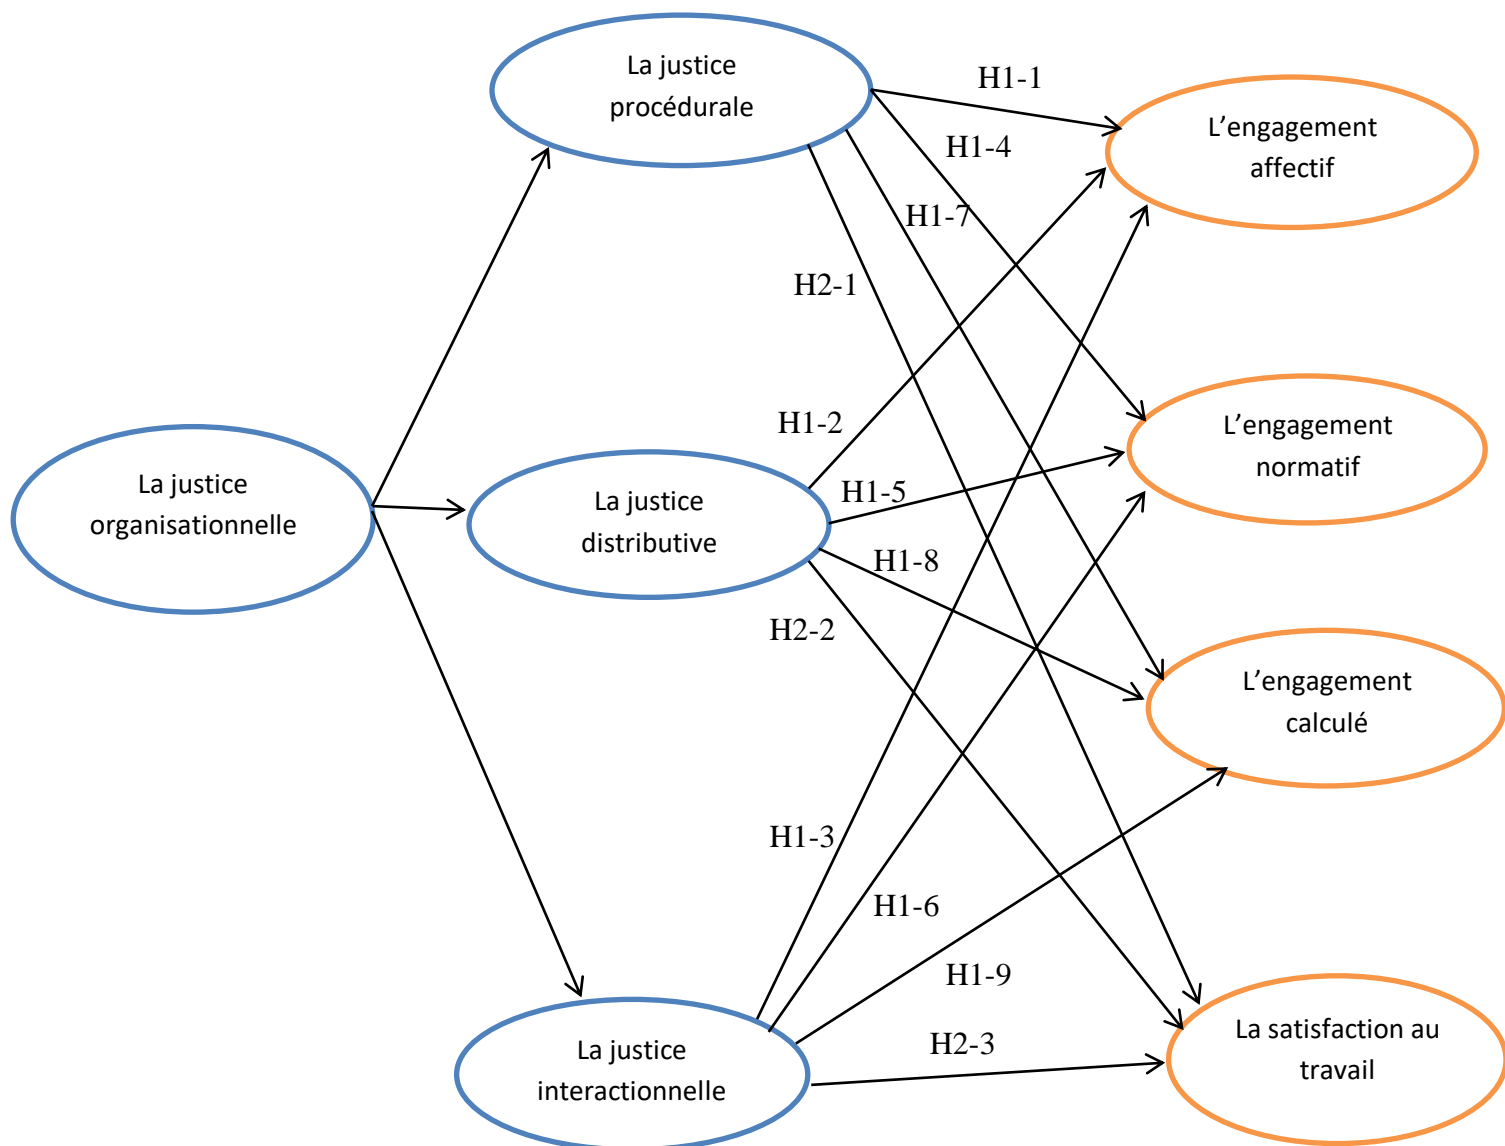 La justice
procédurale
H1-1
L’engagement
affectif
H1-4
H1-7
H2-1
H1-2
L’engagement
normatif
La justice
organisationnelle
La justice
distributive
H1-5
H1-8
H2-2
L’engagement
calculé
H1-3
H1-6
H1-9
La justice
interactionnelle
H2-3
La satisfaction au
travail